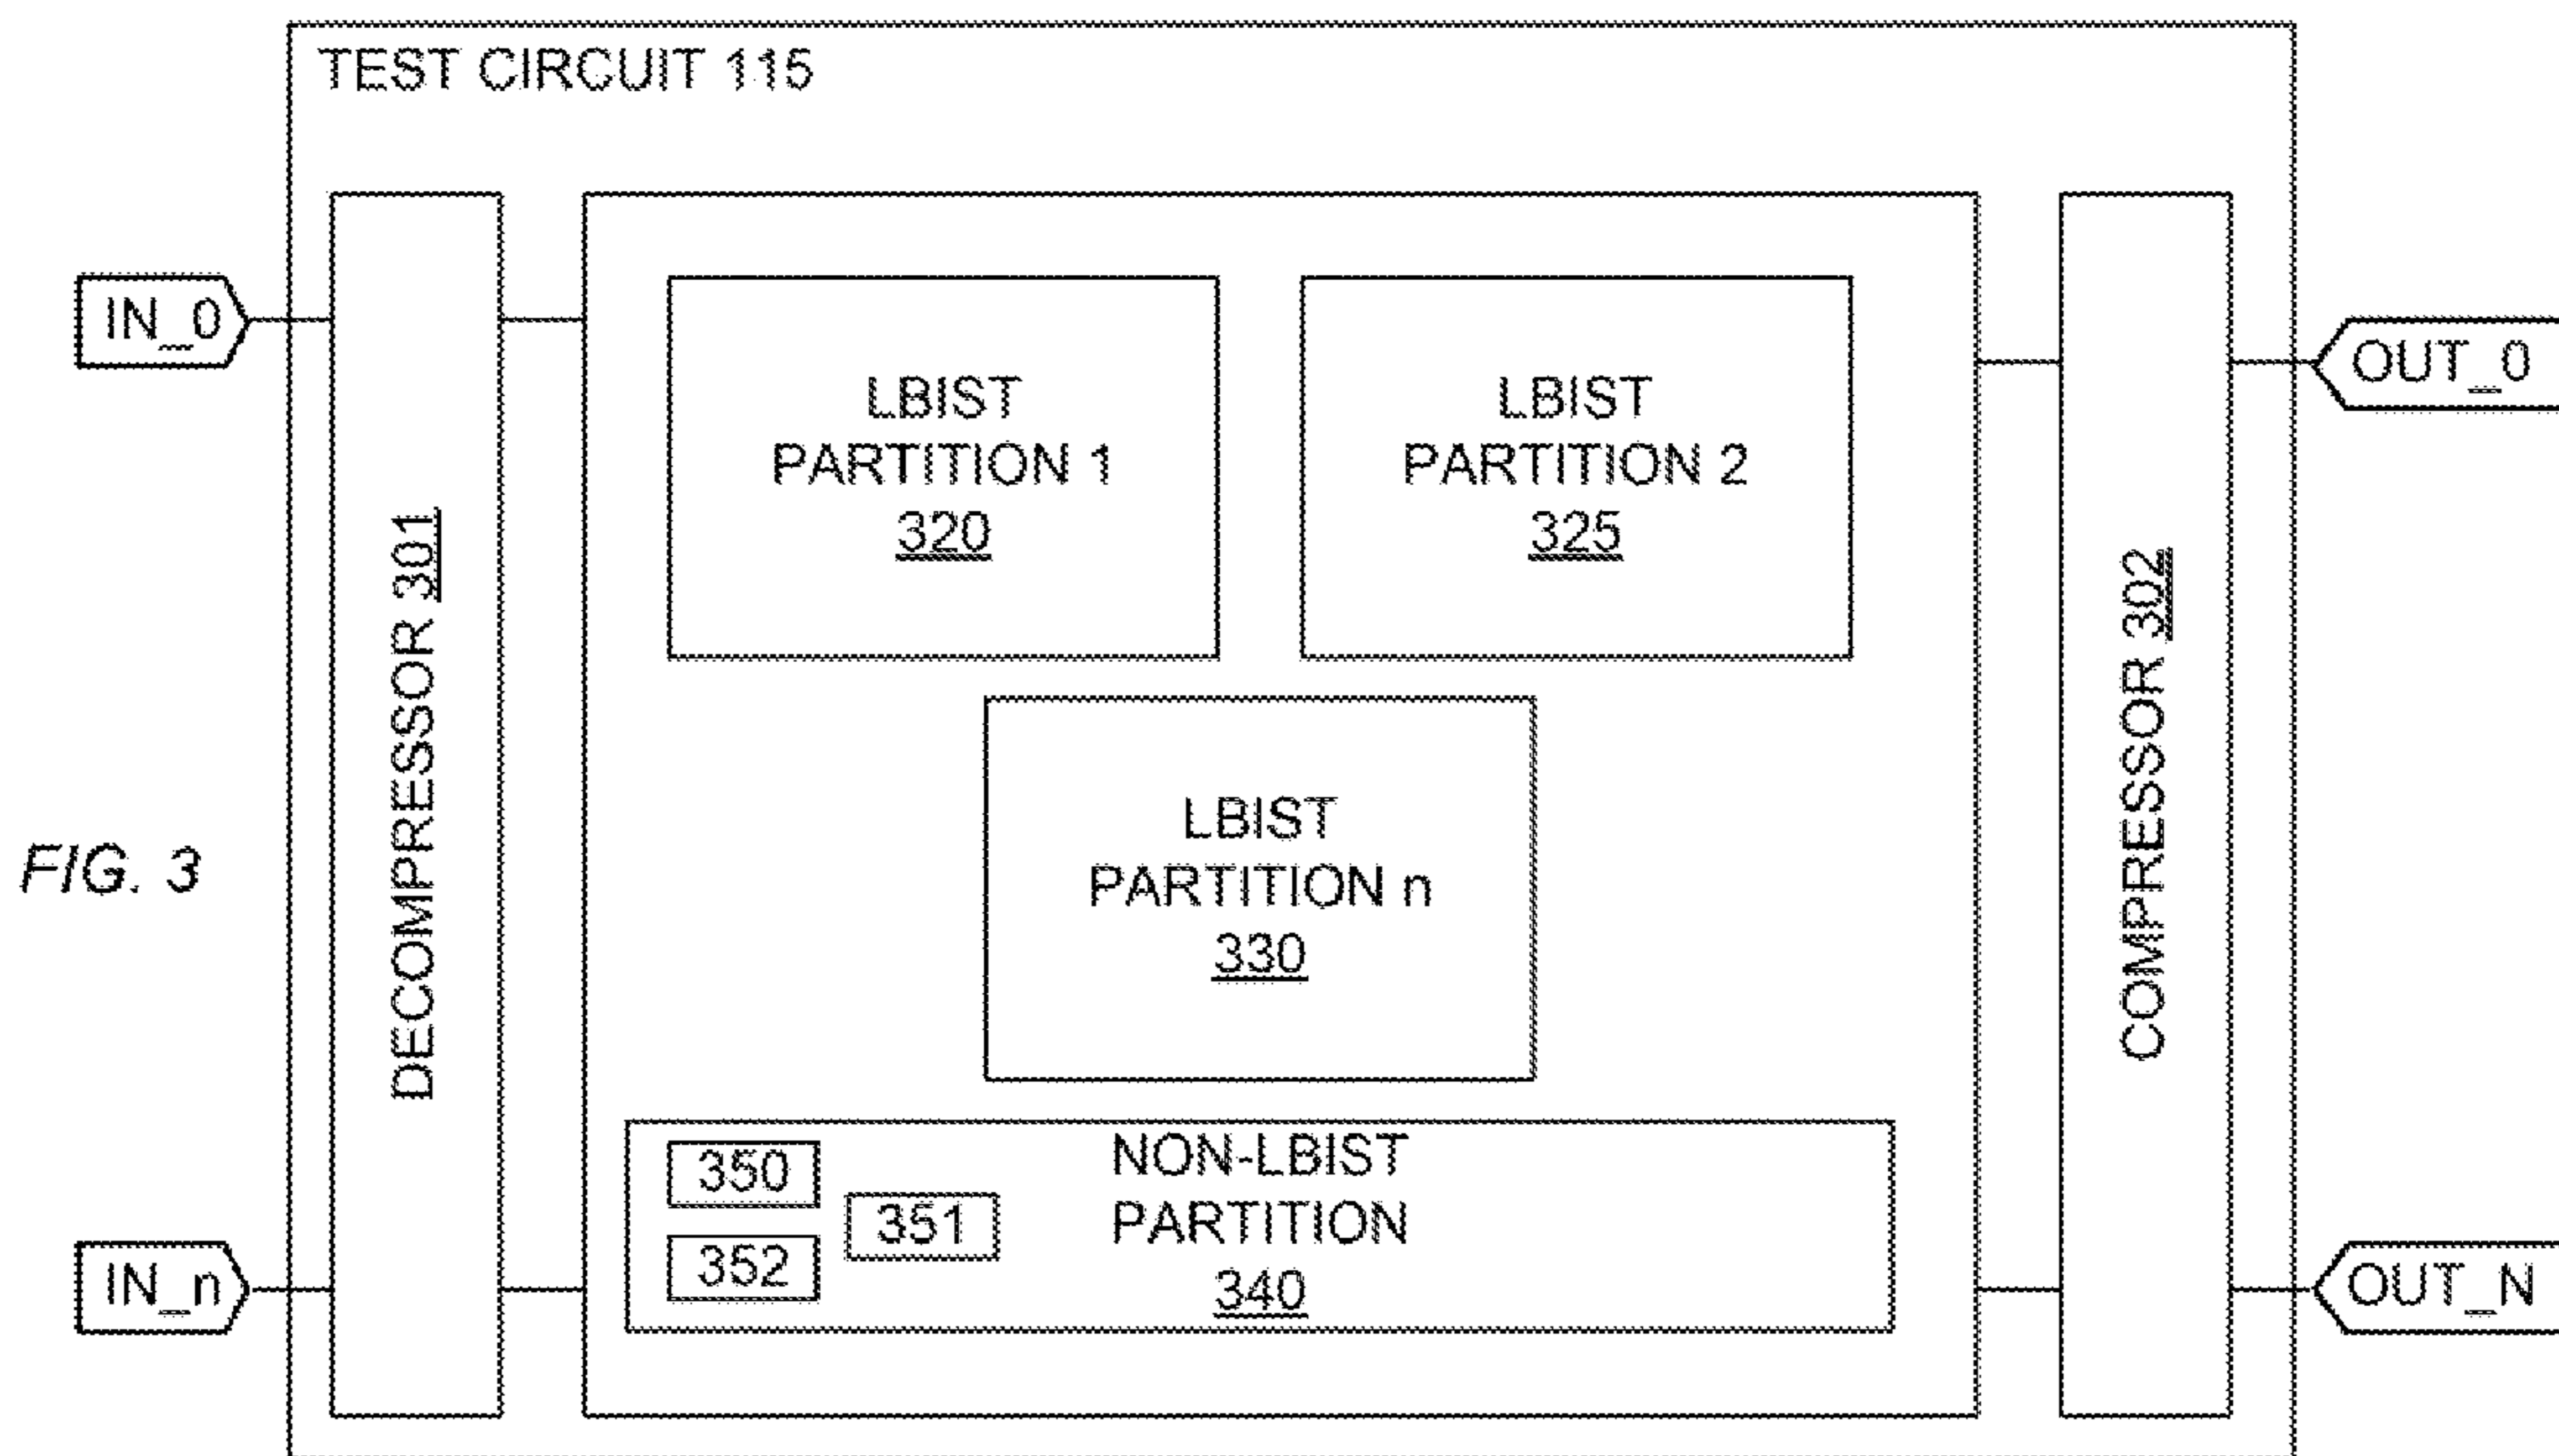 TEST CIRCUIT 115
IN_0
DECOMPRESSOR 301
LBIST
PARTITION 1
320
LBIST
PARTITION 2
325
OUT_0
COMPRESSOR 302
LBIST
PARTITION n
330
FIG. 3
NON-LBIST
PARTITION
340
350
351
352
IN_n
OUT_N